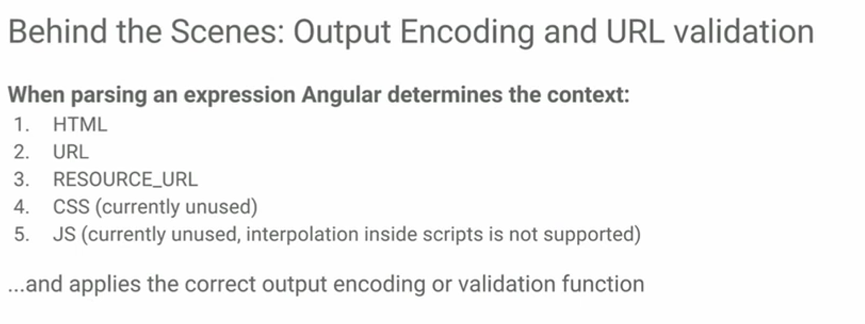 Behind the Scenes: Output Encoding and URL validation
When parsing an expression Angular determines the context:
1. HTML
2. URL
3. RESOURCE_URL
4. CSS (currently unused)
5. JS (currently unused, interpolation inside scripts is not supported)
...and applies the correct output encoding or validation function